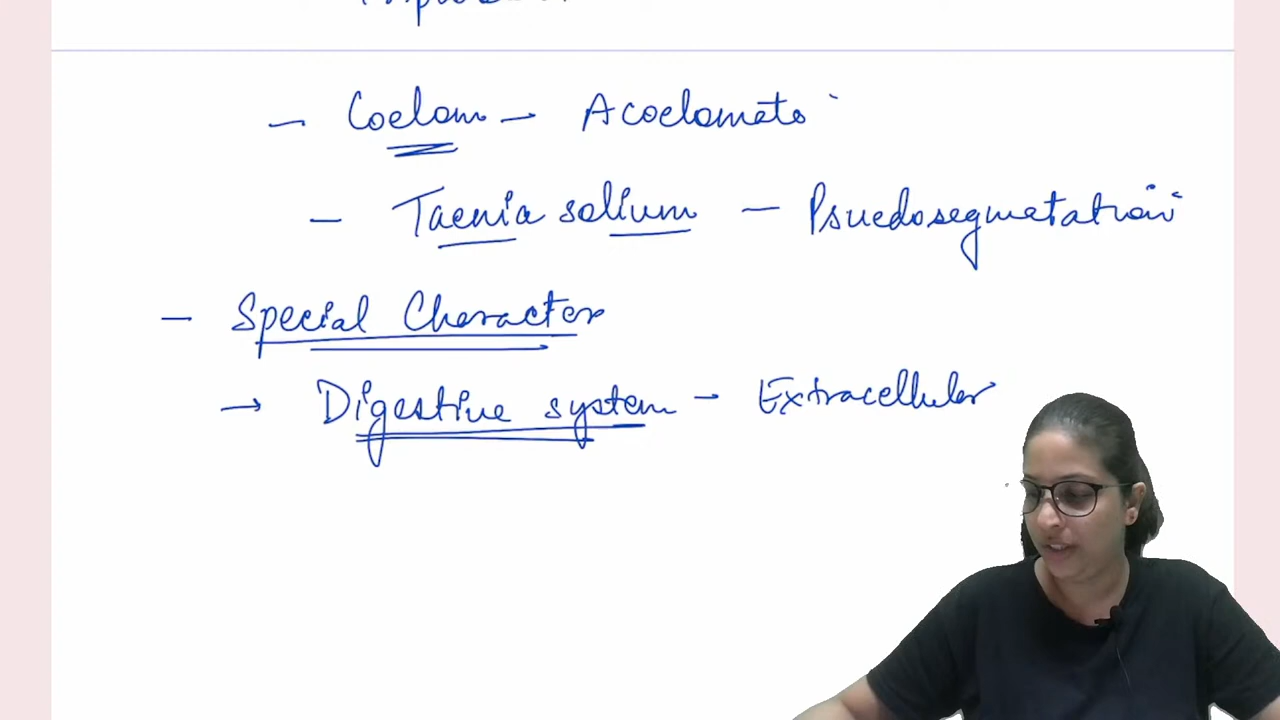 - Coelom - Acoelomate
- Taenia solium - Psuedosegmetation
- Special Character
→ Digestive system - Extracellular